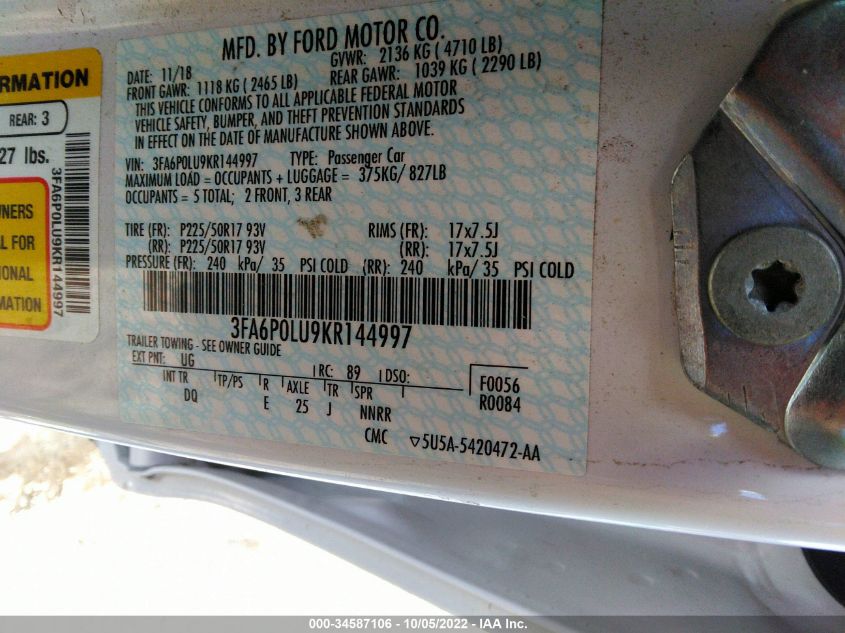 MFD. BY FORD MOTOR CO.
DATE: 11/18 GVWR: 2136 KG ( 4710 LB)
FRONT GAWR: 1118 KG ( 2465 LB) REAR GAWR: 1039 KG ( 2290 LB)
THIS VEHICLE CONFORMS TO ALL APPLICABLE FEDERAL MOTOR
VEHICLE SAFETY, BUMPER, AND THEFT PREVENTION STANDARDS
IN EFFECT ON THE DATE OF MANUFACTURE SHOWN ABOVE.
VIN: 3FA6P0LU9KR144997 TYPE: Passenger Car
MAXIMUM LOAD = OCCUPANTS + LUGGAGE = 375KG/ 827LB
OCCUPANTS = 5 TOTAL; 2 FRONT, 3 REAR
TIRE (FR): P225/50R17 93V RIMS (FR): 17x7.5J
(RR): P225/50R17 93V (RR): 17x7.5J
PRESSURE (FR): 240 kPa/ 35 PSI COLD (RR): 240 kPa/ 35 PSI COLD
3FA6P0LU9KR144997
TRAILER TOWING - SEE OWNER GUIDE
EXT PNT: UG RC: 89 DSO: F0056
INT TR TP/PS R AXLE TR SPR R0084
DQ E 25 J NNRR
CMC ▽5U5A-5420472-AA
ORMATION
REAR: 3
27 lbs.
3FA6P0LU9KR144997
OWNERS
AL FOR
IONAL
RMATION
000-34587106 - 10/05/2022 - IAA Inc.